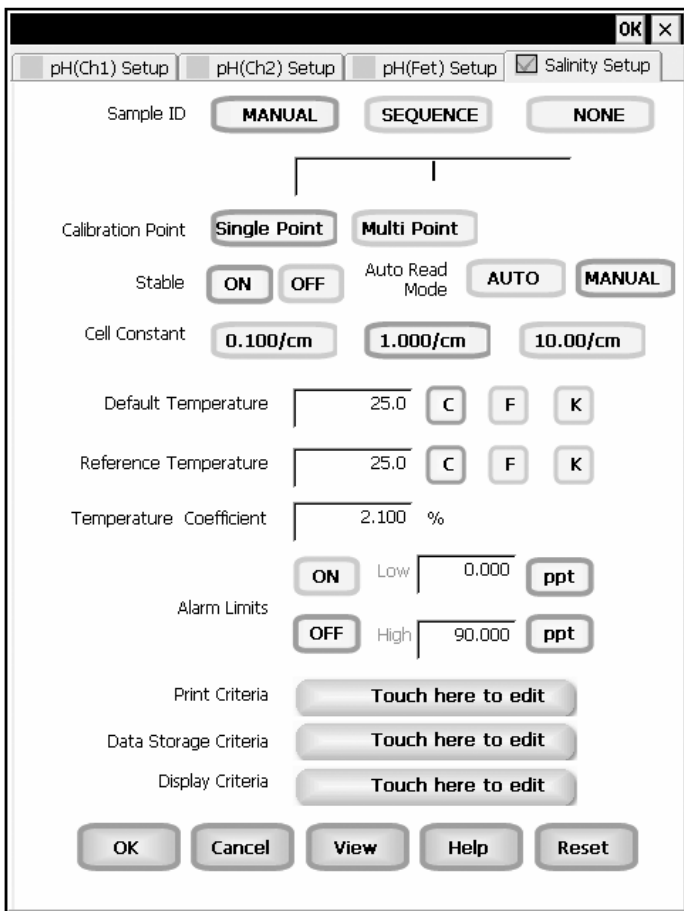 OK ×
pH(Ch1) Setup pH(Ch2) Setup pH(Fet) Setup Salinity Setup
Sample ID MANUAL SEQUENCE NONE
Calibration Point Single Point Multi Point
Stable ON OFF Auto Read Mode AUTO MANUAL
Cell Constant 0.100/cm 1.000/cm 10.00/cm
Default Temperature 25.0 C F K
Reference Temperature 25.0 C F K
Temperature Coefficient 2.100 %
ON Low 0.000 ppt
Alarm Limits
OFF High 90.000 ppt
Print Criteria Touch here to edit
Data Storage Criteria Touch here to edit
Display Criteria Touch here to edit
OK Cancel View Help Reset